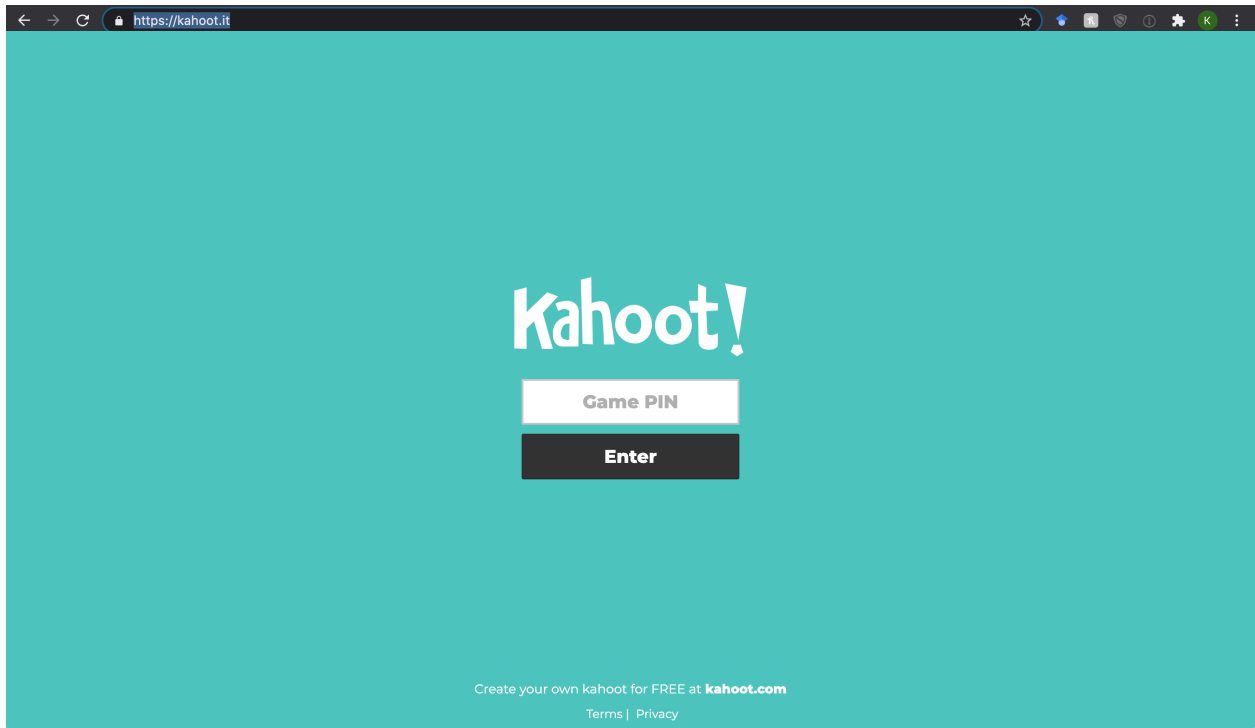 https://kahoot.it
K
Kahoot!
Game PIN
Enter
Create your own kahoot for FREE at kahoot.com
Terms | Privacy